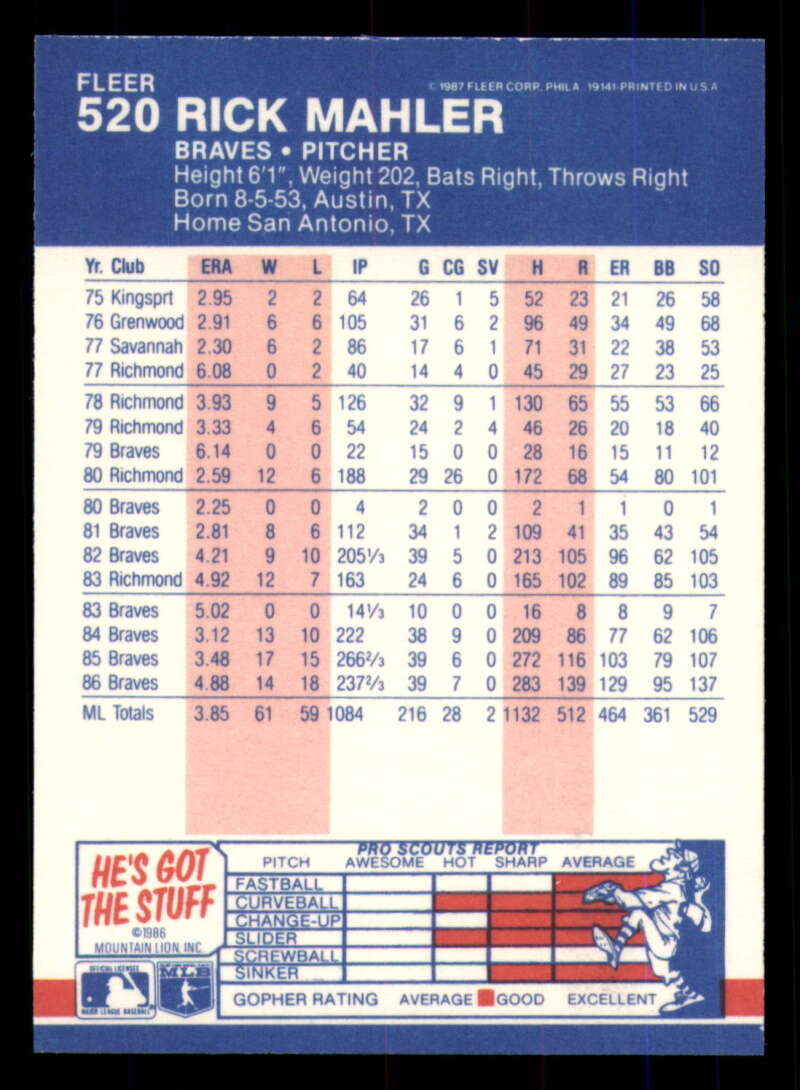 FLEER
© 1987 FLEER CORP. PHILA. 19141-PRINTED IN U.S.A
520 RICK MAHLER
BRAVES • PITCHER
Height 6'1", Weight 202, Bats Right, Throws Right
Born 8-5-53, Austin, TX
Home San Antonio, TX
Yr. Club ERA W L IP G CG SV H R ER BB SO
75 Kingsprt 2.95 2 2 64 26 1 5 52 23 21 26 58
76 Grenwood 2.91 6 6 105 31 6 2 96 49 34 49 68
77 Savannah 2.30 6 2 86 17 6 1 71 31 22 38 53
77 Richmond 6.08 0 2 40 14 4 0 45 29 27 23 25
78 Richmond 3.93 9 5 126 32 9 1 130 65 55 53 66
79 Richmond 3.33 4 6 54 24 2 4 46 26 20 18 40
79 Braves 6.14 0 0 22 15 0 0 28 16 15 11 12
80 Richmond 2.59 12 6 188 29 26 0 172 68 54 80 101
80 Braves 2.25 0 0 4 2 0 0 2 1 1 0 1
81 Braves 2.81 8 6 112 34 1 2 109 41 35 43 54
82 Braves 4.21 9 10 205⅓ 39 5 0 213 105 96 62 105
83 Richmond 4.92 12 7 163 24 6 0 165 102 89 85 103
83 Braves 5.02 0 0 14⅓ 10 0 0 16 8 8 9 7
84 Braves 3.12 13 10 222 38 9 0 209 86 77 62 106
85 Braves 3.48 17 15 266⅔ 39 6 0 272 116 103 79 107
86 Braves 4.88 14 18 237⅔ 39 7 0 283 139 129 95 137
ML Totals 3.85 61 59 1084 216 28 2 1132 512 464 361 529
HE'S GOT
THE STUFF
©1986
MOUNTAIN LION, INC.
PRO SCOUTS REPORT
PITCH AWESOME HOT SHARP AVERAGE
FASTBALL
CURVEBALL
CHANGE-UP
SLIDER
SCREWBALL
SINKER
GOPHER RATING AVERAGE GOOD EXCELLENT
OFFICIAL LICENSEE
MAJOR LEAGUE BASEBALL
MLB